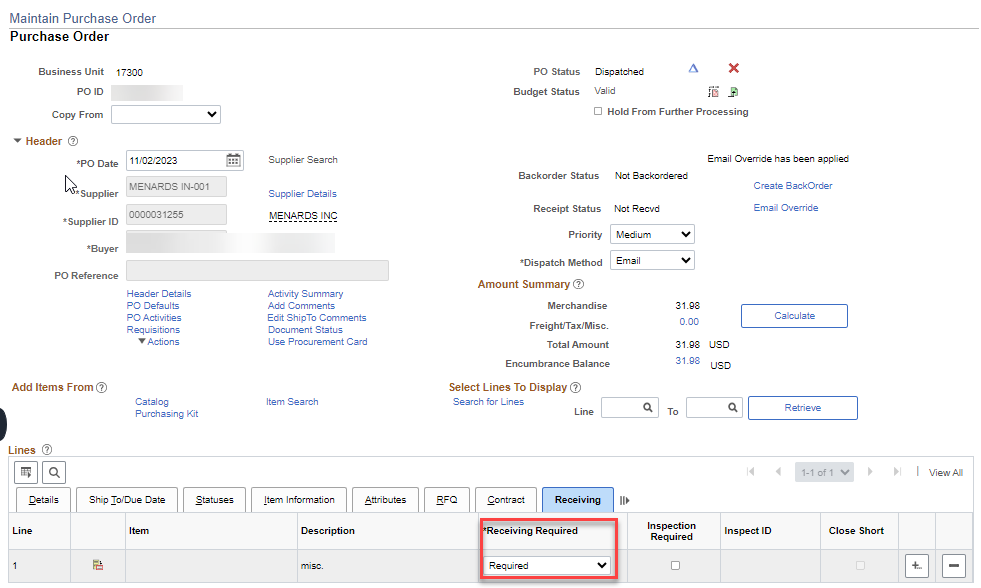 Maintain Purchase Order
Purchase Order
Business Unit 17300
PO Status Dispatched
PO ID
Budget Status Valid
Copy From
Hold From Further Processing
Header
*PO Date 11/02/2023 Supplier Search
Email Override has been applied
*Supplier MENARDS IN-001 Supplier Details
Backorder Status Not Backordered
Create BackOrder
*Supplier ID 0000031255 MENARDS INC
Receipt Status Not Recvd
Email Override
*Buyer
Priority Medium
PO Reference
*Dispatch Method Email
Header Details Activity Summary
Amount Summary
PO Defaults Add Comments
Merchandise 31.98
PO Activities Edit ShipTo Comments
Freight/Tax/Misc. 0.00
Calculate
Requisitions Document Status
Actions Use Procurement Card
Total Amount 31.98 USD
Encumbrance Balance 31.98 USD
Add Items From
Select Lines To Display
Catalog Item Search
Search for Lines
Purchasing Kit
Line To Retrieve
Lines
1-1 of 1 View All
Details Ship To/Due Date Statuses Item Information Attributes RFQ Contract Receiving
Line Item Description *Receiving Required Inspection Required Inspect ID Close Short
1 misc. Required